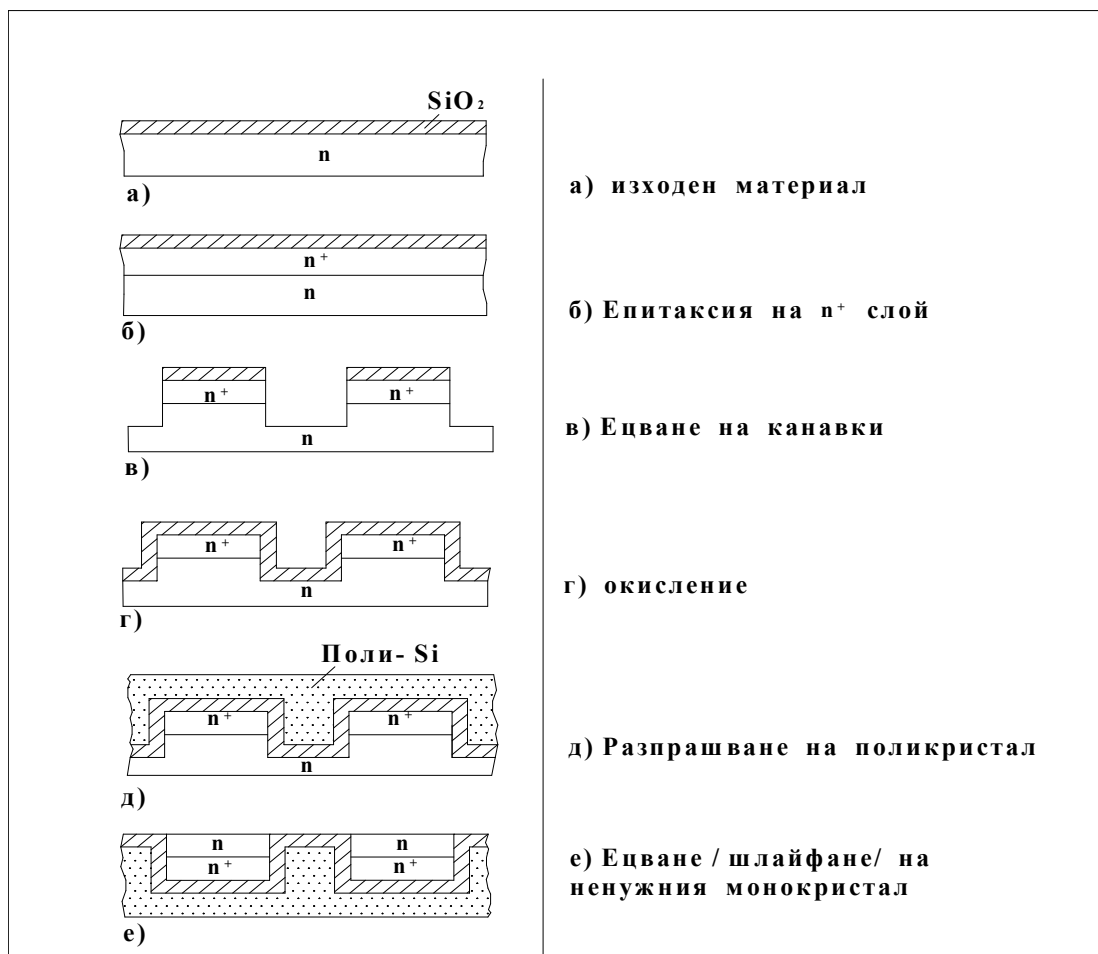 SiO₂
n
а)
а) изходен материал
n⁺
n
б)
б) Епитаксия на n⁺ слой
n⁺ n⁺
n
в)
в) Ецване на канавки
n⁺ n⁺
n
г)
г) окисление
Поли- Si
n⁺ n⁺
n
д)
д) Разпрашване на поликристал
n n
n⁺ n⁺
е)
е) Ецване / шлайфане/ на
ненужния монокристал